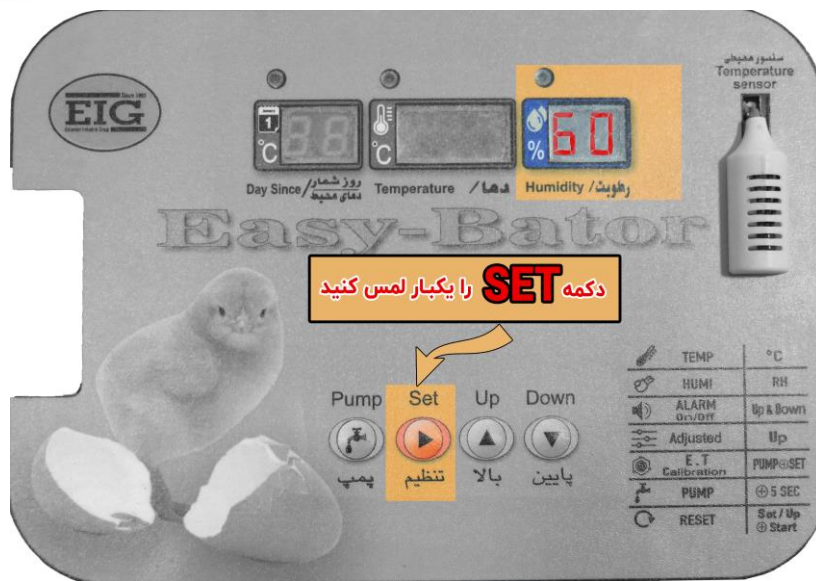 سنسور محیطی
Temperature
sensor
Since 1982
EIG
1
°C
88
°C
%
60
Day Since/روز شمار
دمای محیط
Temperature / دما
Humidity / رطوبت
Easy-Bator
دکمه SET را یکبار لمس کنید
Pump Set Up Down
پمپ تنظیم بالا پایین
TEMP °C
HUMI RH
ALARM On/Off Up & Down
Adjusted Up
E.T Calibration PUMP⊕SET
PUMP ⊕ 5 SEC
RESET Set / Up ⊕ Start